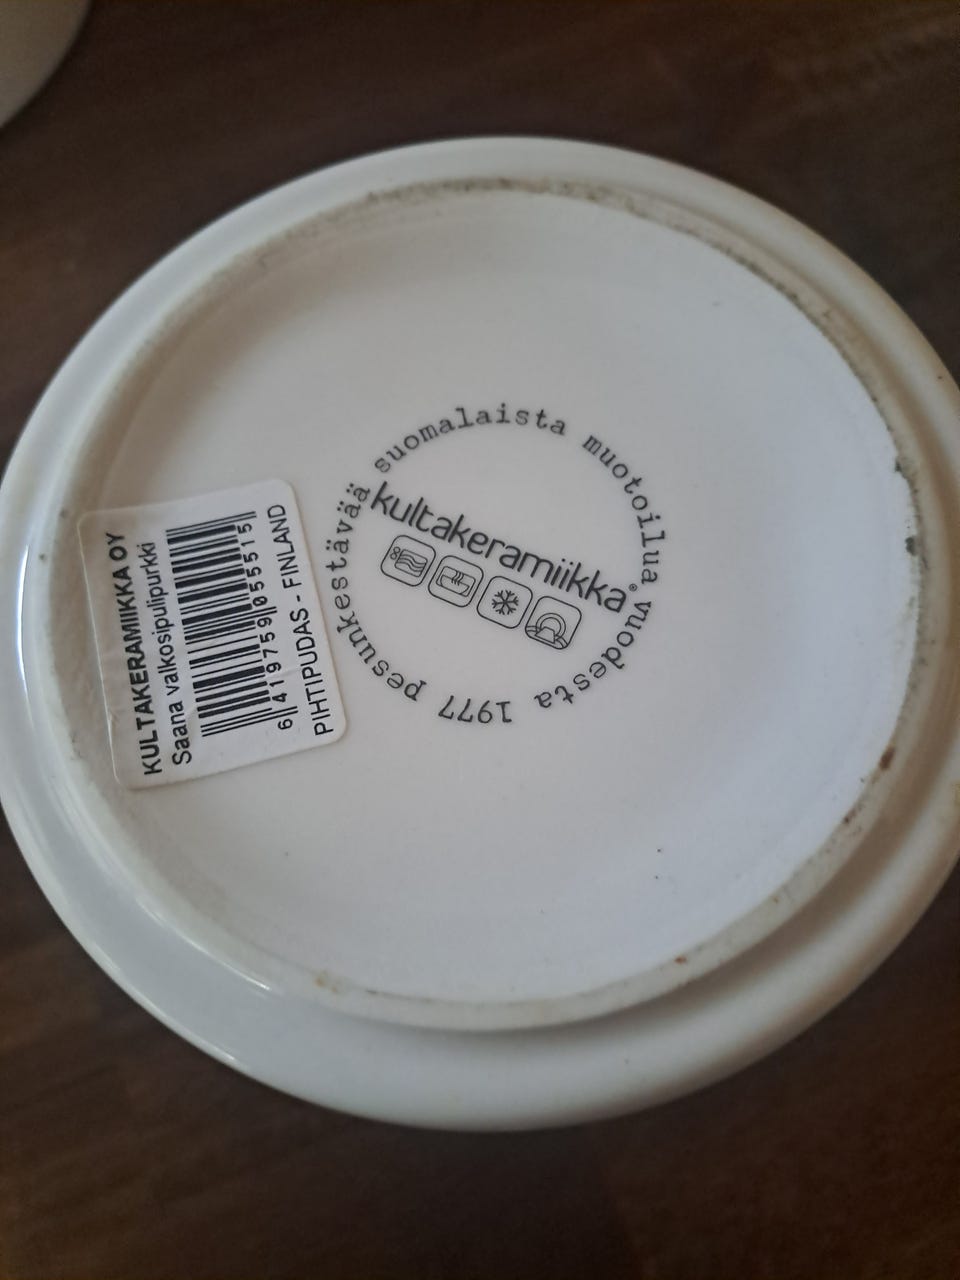 KULTAKERAMIIKKA OY
Saana valkosipulipurkki
6 419759 055515
PIHTIPUDAS - FINLAND
pesunkestävää suomalaista muotoilua vuodesta 1977
kultakeramiikka®